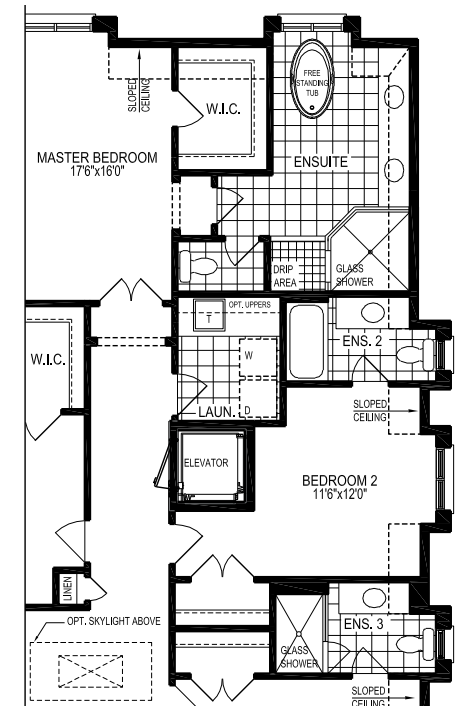 SLOPED
CEILING
W.I.C.
FREE
STANDING
TUB
MASTER BEDROOM
17'6"x16'0"
ENSUITE
DRIP
AREA
GLASS
SHOWER
OPT. UPPERS
T
W
D
LAUN.
ENS. 2
W.I.C.
SLOPED
CEILING
ELEVATOR
BEDROOM 2
11'6"x12'0"
LINEN
OPT. SKYLIGHT ABOVE
ENS. 3
GLASS
SHOWER
SLOPED
CEILING